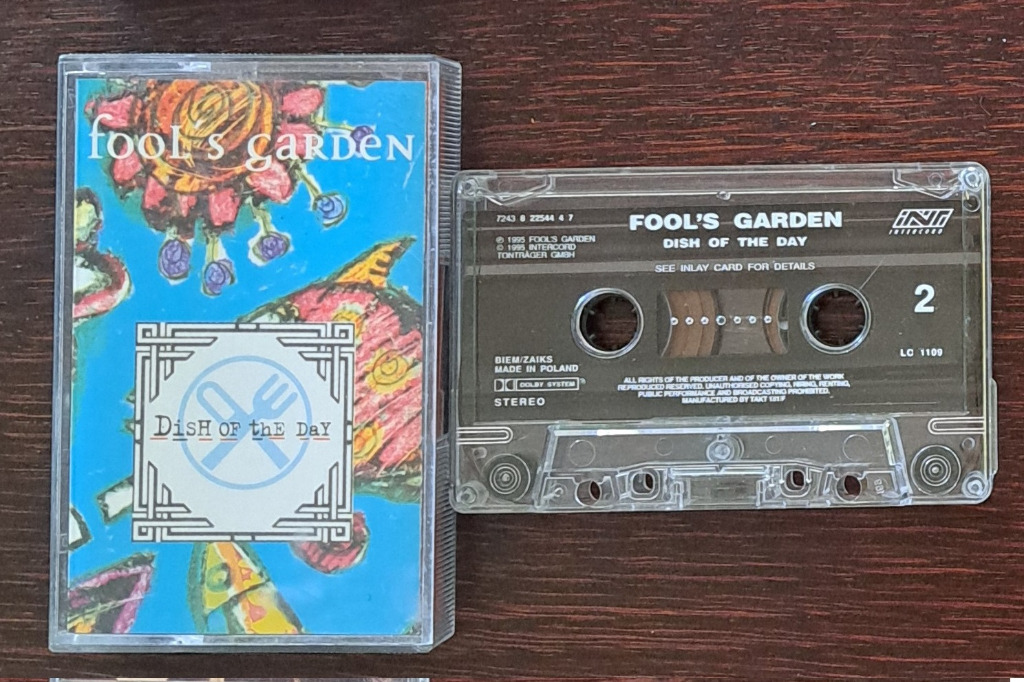 fooL's gaRDeN
DisH OF thE DaY
7243 8 22544 4 7
FOOL'S GARDEN
DISH OF THE DAY
INT
INTERCORD
℗ 1995 FOOL'S GARDEN
© 1995 INTERCORD
TONTRÄGER GMBH
SEE INLAY CARD FOR DETAILS
2
LC 1109
BIEM/ZAIKS
MADE IN POLAND
DOLBY SYSTEM®
STEREO
ALL RIGHTS OF THE PRODUCER AND OF THE OWNER OF THE WORK
REPRODUCED RESERVED. UNAUTHORISED COPYING, HIRING, RENTING,
PUBLIC PERFORMANCE AND BROADCASTING PROHIBITED.
MANUFACTURED BY TAKT